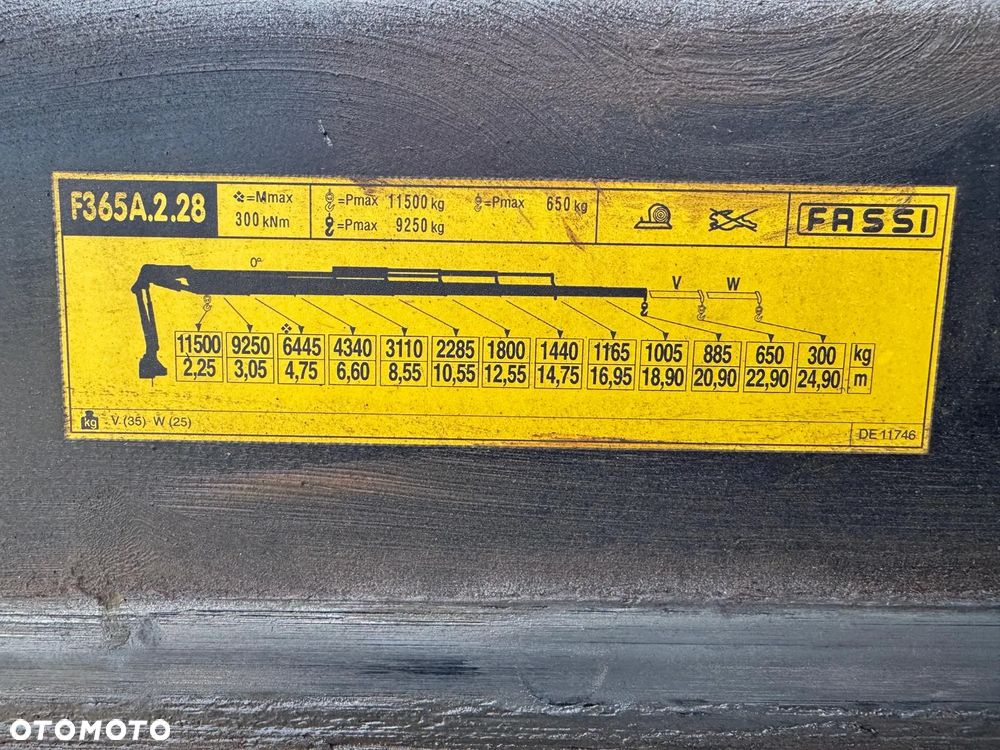 F365A.2.28
=Mmax
300 kNm
=Pmax 11500 kg
=Pmax 9250 kg
=Pmax 650 kg
FASSI
0°
V W
11500 9250 6445 4340 3110 2285 1800 1440 1165 1005 885 650 300 kg
2,25 3,05 4,75 6,60 8,55 10,55 12,55 14,75 16,95 18,90 20,90 22,90 24,90 m
kg V (35) W (25)
DE 11746
OTOMOTO